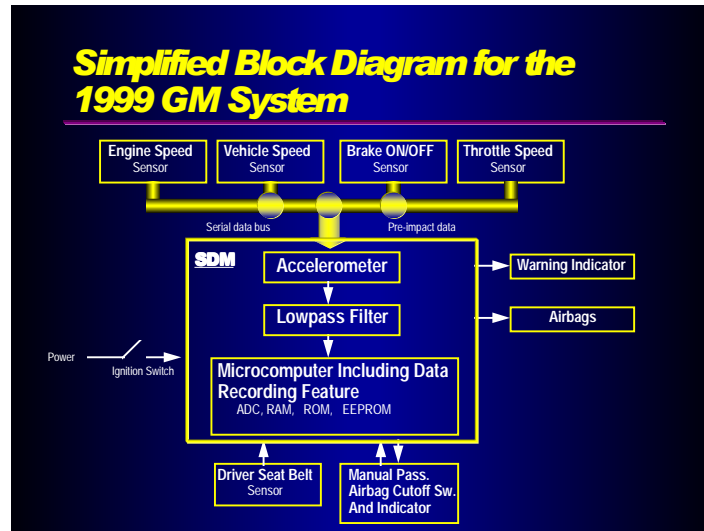 Simplified Block Diagram for the
1999 GM System
Engine Speed
Sensor
Vehicle Speed
Sensor
Brake ON/OFF
Sensor
Throttle Speed
Sensor
Serial data bus
Pre-impact data
SDM
Accelerometer
Warning Indicator
Lowpass Filter
Airbags
Power
Ignition Switch
Microcomputer Including Data
Recording Feature
ADC, RAM, ROM, EEPROM
Driver Seat Belt
Sensor
Manual Pass.
Airbag Cutoff Sw.
And Indicator